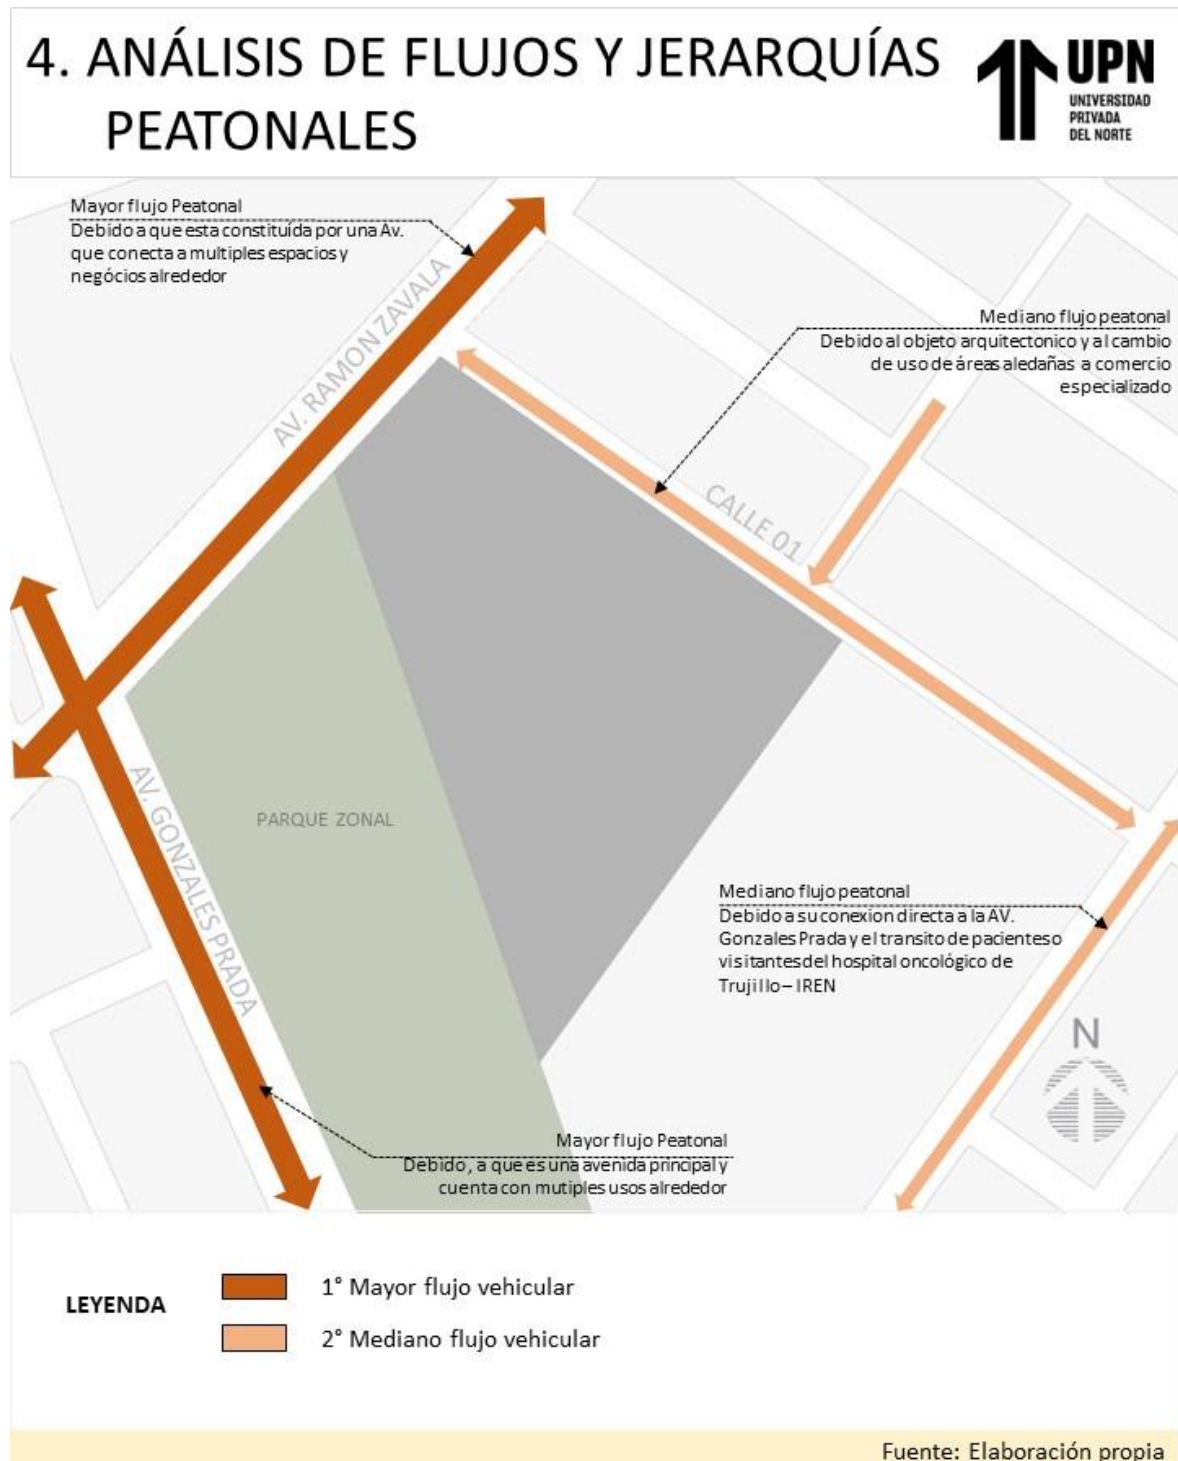 4. ANÁLISIS DE FLUJOS Y JERARQUÍAS
PEATONALES
UPN
UNIVERSIDAD
PRIVADA
DEL NORTE
Mayor flujo Peatonal
Debido a que esta constituída por una Av.
que conecta a multiples espacios y
negócios alrededor
AV. RAMON ZAVALA
Mediano flujo peatonal
Debido al objeto arquitectonico y al cambio
de uso de áreas aledañas a comercio
especializado
CALLE 01
AV. GONZALES PRADA
PARQUE ZONAL
Mediano flujo peatonal
Debido a su conexion directa a la AV.
Gonzales Prada y el transito de pacientes o
visitantes del hospital oncológico de
Trujillo – IREN
N
Mayor flujo Peatonal
Debido , a que es una avenida principal y
cuenta con mutiples usos alrededor
LEYENDA
1° Mayor flujo vehicular
2° Mediano flujo vehicular
Fuente: Elaboración propia